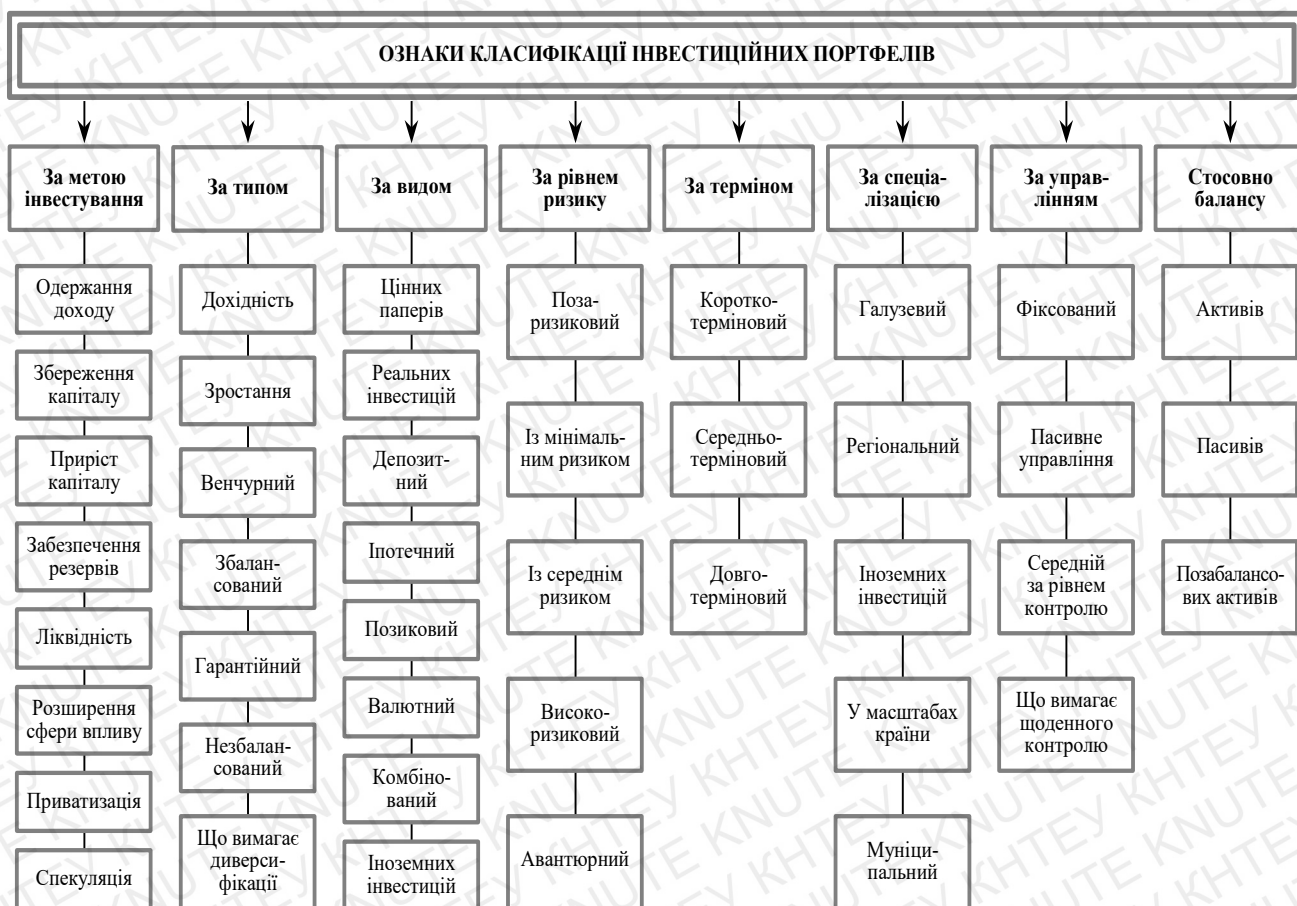 ОЗНАКИ КЛАСИФІКАЦІЇ ІНВЕСТИЦІЙНИХ ПОРТФЕЛІВ
За метою
інвестування
Одержання
доходу
Збереження
капіталу
Приріст
капіталу
Забезпечення
резервів
Ліквідність
Розширення
сфери впливу
Приватизація
Спекуляція
За типом
Дохідність
Зростання
Венчурний
Збалан-
сований
Гарантійний
Незбалан-
сований
Що вимагає
диверси-
фікації
За видом
Цінних
паперів
Реальних
інвестицій
Депозит-
ний
Іпотечний
Позиковий
Валютний
Комбіно-
ваний
Іноземних
інвестицій
За рівнем
ризику
Поза-
ризиковий
Із мінімаль-
ним ризиком
Із середнім
ризиком
Високо-
ризиковий
Авантюрний
За терміном
Коротко-
терміновий
Середньо-
терміновий
Довго-
терміновий
За спеціа-
лізацією
Галузевий
Регіональний
Іноземних
інвестицій
У масштабах
країни
Муніци-
пальний
За управ-
лінням
Фіксований
Пасивне
управління
Середній
за рівнем
контролю
Що вимагає
щоденного
контролю
Стосовно
балансу
Активів
Пасивів
Позабалансо-
вих активів